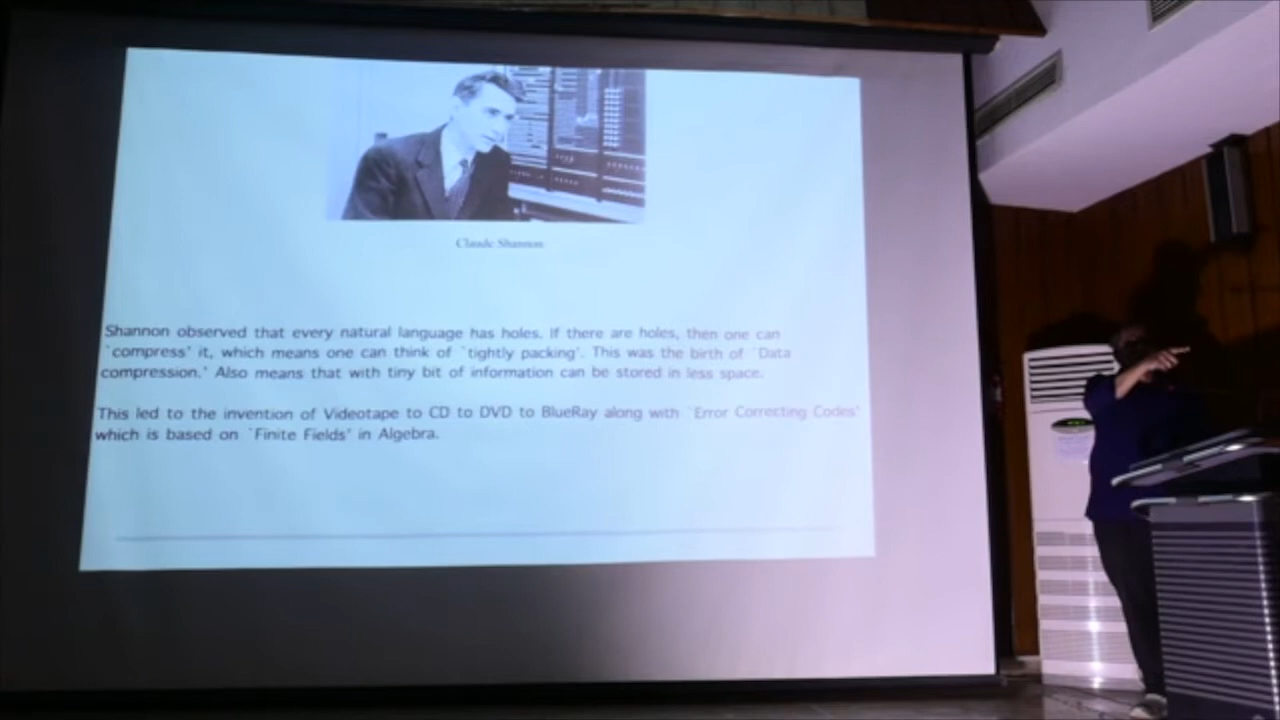 Claude Shannon
Shannon observed that every natural language has holes. If there are holes, then one can
`compress' it, which means one can think of `tightly packing'. This was the birth of `Data
compression.' Also means that with tiny bit of information can be stored in less space.
This led to the invention of Videotape to CD to DVD to BlueRay along with `Error Correcting Codes'
which is based on `Finite Fields' in Algebra.